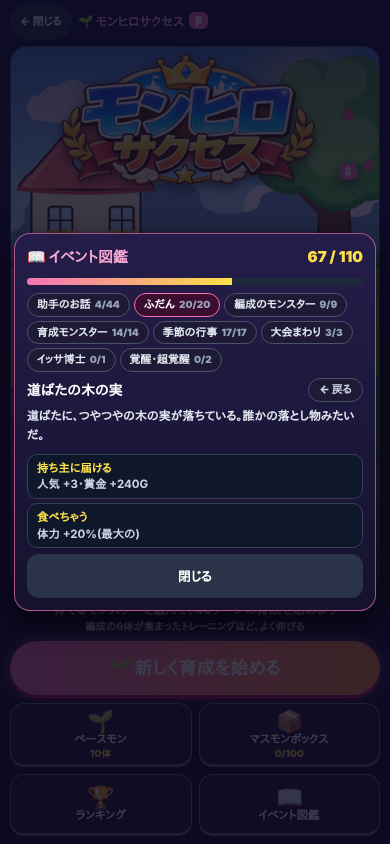 ← 閉じる 🌱 モンヒロサクセス β
モンヒロ
サクセス
β
📖 イベント図鑑 67 / 110
助手のお話 4/44 ふだん 20/20 編成のモンスター 9/9
育成モンスター 14/14 季節の行事 17/17 大会まわり 3/3
イッサ博士 0/1 覚醒・超覚醒 0/2
道ばたの木の実 ← 戻る
道ばたに、つやつやの木の実が落ちている。誰かの落とし物みたい
だ。
持ち主に届ける
人気 +3・賞金 +240G
食べちゃう
体力 +20%(最大の)
閉じる
編成の6体が集まったトレーニングほど、よく伸びる
🌱 新しく育成を始める
ベースモン マスモンボックス
10体 0/100
ランキング イベント図鑑